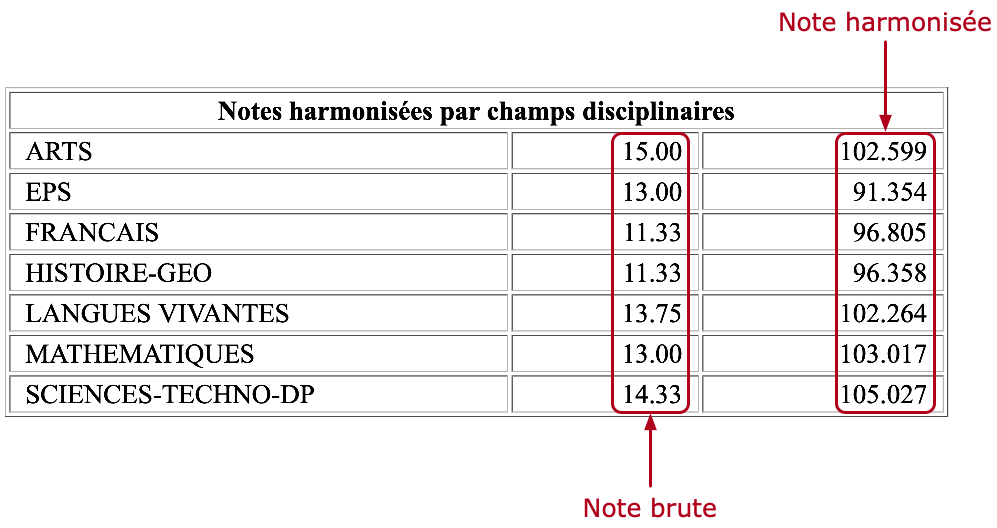 Note harmonisée
Notes harmonisées par champs disciplinaires
ARTS 15.00 102.599
EPS 13.00 91.354
FRANCAIS 11.33 96.805
HISTOIRE-GEO 11.33 96.358
LANGUES VIVANTES 13.75 102.264
MATHEMATIQUES 13.00 103.017
SCIENCES-TECHNO-DP 14.33 105.027
Note brute